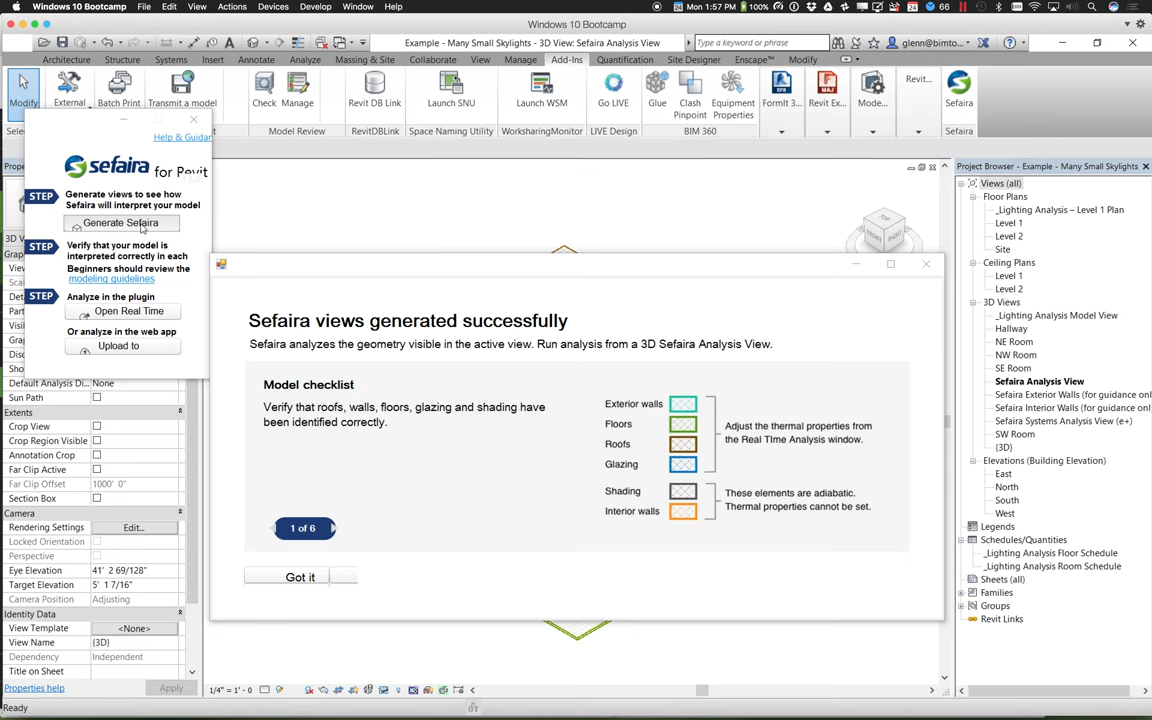 Windows 10 Bootcamp File Edit View Actions Devices Develop Window Help
Mon 1:57 PM 100% 24 66
Windows 10 Bootcamp
Example - Many Small Skylights - 3D View: Sefaira Analysis View
Type a keyword or phrase
glenn@bimto...
Architecture Structure Systems Insert Annotate Analyze Massing & Site Collaborate View Manage Add-Ins Quantification Site Designer Enscape™ Modify
Modify External Batch Print Transmit a model Check Manage Revit DB Link Launch SNU Launch WSM Go LIVE Glue Clash Pinpoint Equipment Properties FormIt 3... Revit Ex... Mode... Revit... Sefaira
Model Review RevitDBLink Space Naming Utility WorksharingMonitor LIVE Design BIM 360 Sefaira
Help & Guidar
sefaira for Revit
STEP Generate views to see how
Sefaira will interpret your model
Generate Sefaira
STEP Verify that your model is
interpreted correctly in each
Beginners should review the
modeling guidelines
STEP Analyze in the plugin
Open Real Time
Or analyze in the web app
Upload to
Default Analysis Di... None
Sun Path
Extents
Crop View
Crop Region Visible
Annotation Crop
Far Clip Active
Far Clip Offset 1000' 0"
Section Box
Camera
Rendering Settings Edit...
Locked Orientation
Perspective
Eye Elevation 41' 2 69/128"
Target Elevation 5' 1 7/16"
Camera Position Adjusting
Identity Data
View Template <None>
View Name {3D}
Dependency Independent
Title on Sheet
Properties help Apply
Ready
TOP
FRONT RIGHT
Sefaira views generated successfully
Sefaira analyzes the geometry visible in the active view. Run analysis from a 3D Sefaira Analysis View.
Model checklist
Verify that roofs, walls, floors, glazing and shading have
been identified correctly.
Exterior walls
Floors
Roofs
Glazing
Adjust the thermal properties from
the Real TIme Analysis window.
Shading
Interior walls
These elements are adiabatic.
Thermal properties cannot be set.
1 of 6
Got it
1/4" = 1'-0"
Project Browser - Example - Many Small Skylights
Views (all)
Floor Plans
_Lighting Analysis – Level 1 Plan
Level 1
Level 2
Site
Ceiling Plans
Level 1
Level 2
3D Views
_Lighting Analysis Model View
Hallway
NE Room
NW Room
SE Room
Sefaira Analysis View
Sefaira Exterior Walls (for guidance onl
Sefaira Interior Walls (for guidance onl
Sefaira Systems Analysis View (e+)
SW Room
{3D}
Elevations (Building Elevation)
East
North
South
West
Legends
Schedules/Quantities
_Lighting Analysis Floor Schedule
_Lighting Analysis Room Schedule
Sheets (all)
Families
Groups
Revit Links